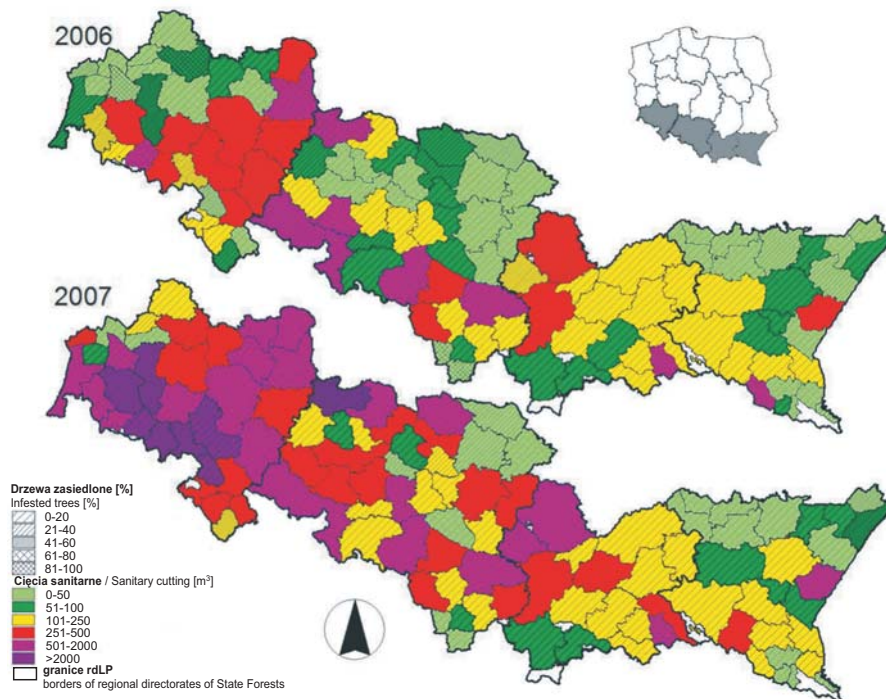 2006
2007
Drzewa zasiedlone [%]
Infested trees [%]
0-20
21-40
41-60
61-80
81-100
Cięcia sanitarne / Sanitary cutting [m³]
0-50
51-100
101-250
251-500
501-2000
>2000
granice rdLP
borders of regional directorates of State Forests